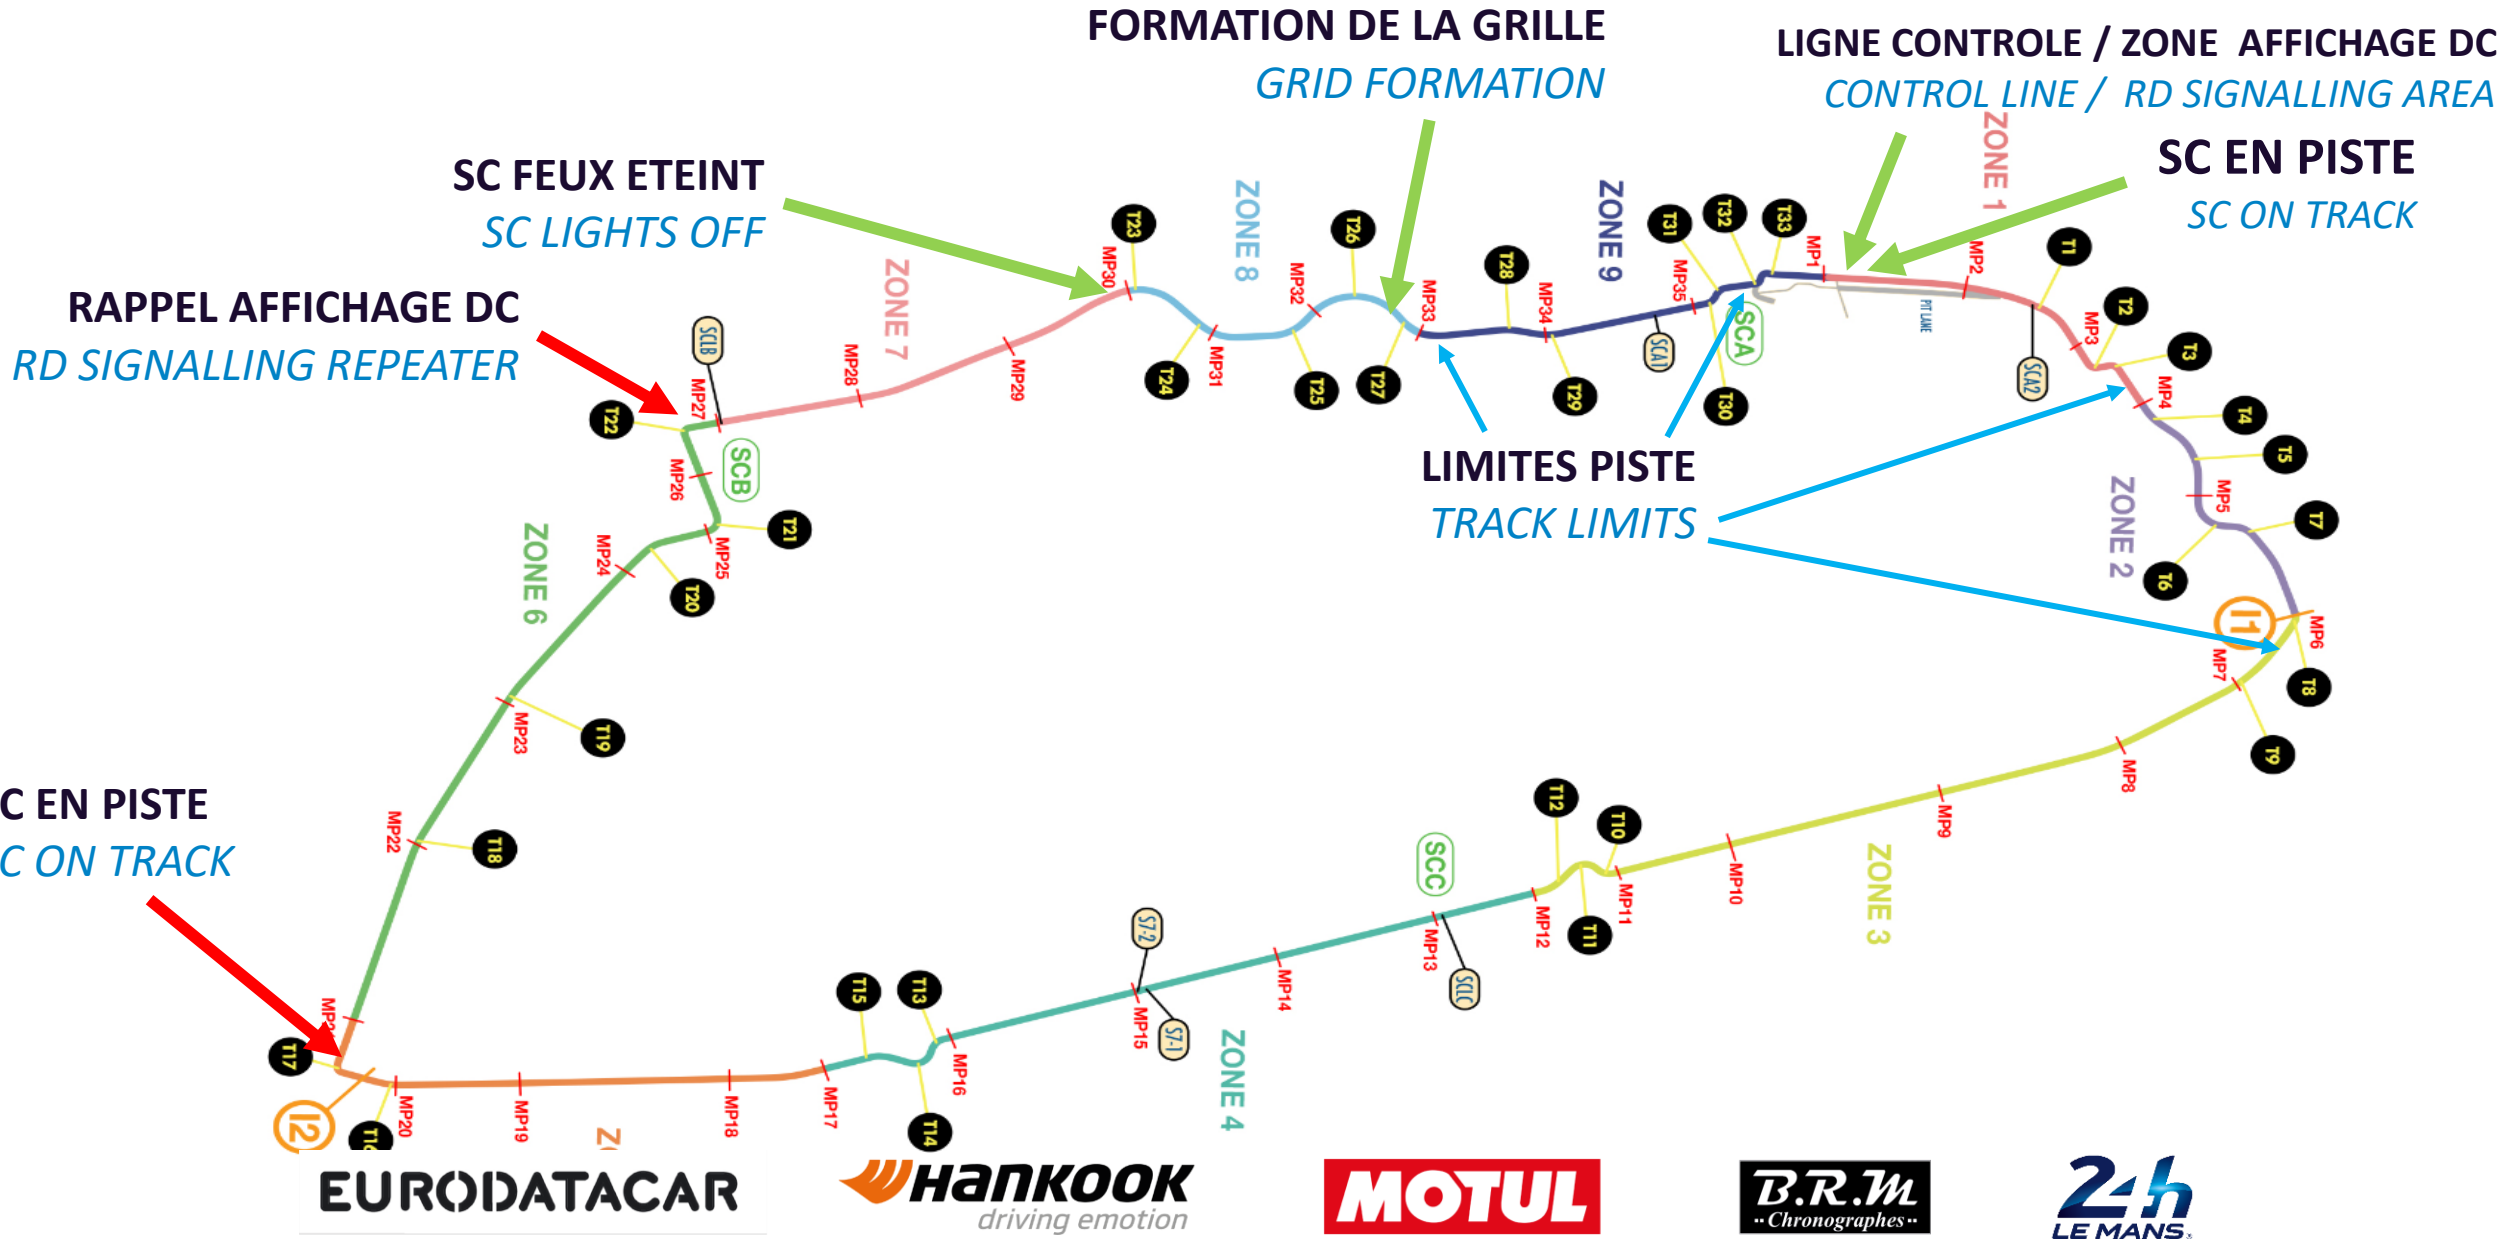 FORMATION DE LA GRILLE
GRID FORMATION
LIGNE CONTROLE / ZONE AFFICHAGE DC
CONTROL LINE / RD SIGNALLING AREA
SC EN PISTE
SC ON TRACK
SC FEUX ETEINT
SC LIGHTS OFF
RAPPEL AFFICHAGE DC
RD SIGNALLING REPEATER
LIMITES PISTE
TRACK LIMITS
C EN PISTE
C ON TRACK
ZONE 1
ZONE 2
ZONE 3
ZONE 4
ZONE 6
ZONE 7
ZONE 8
ZONE 9
T1
T2
T3
T4
T5
T6
T7
T8
T9
T10
T11
T12
T13
T14
T15
T17
T18
T19
T20
T21
T22
T23
T24
T25
T26
T27
T28
T29
T30
T31
T32
T33
MP1
MP2
MP3
MP4
MP5
MP6
MP7
MP8
MP9
MP10
MP11
MP12
MP13
MP14
MP15
MP16
MP17
MP18
MP19
MP20
MP22
MP23
MP24
MP25
MP26
MP27
MP28
MP29
MP30
MP31
MP32
MP33
MP34
MP35
PIT LANE
SCA
SCA1
SCA2
SCB
SCLB
SCC
SCLC
S7-2
S7-1
I1
I2
EURODATACAR
HANKOOK
driving emotion
MOTUL
B.R.M
Chronographes
24h
LE MANS